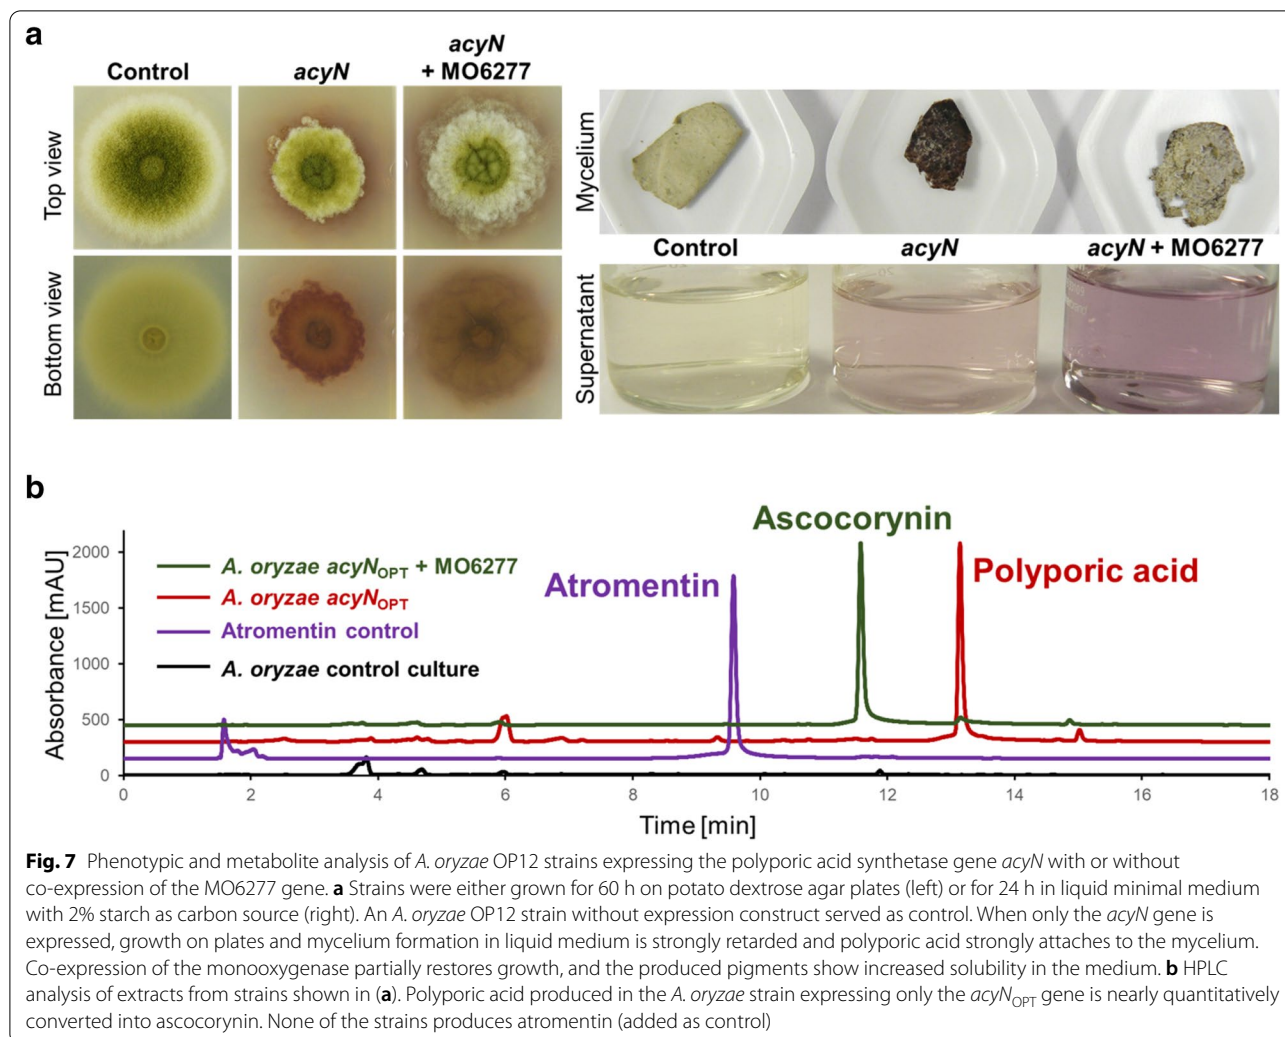 a
Control
acyN
acyN
+ MO6277
Top view
Bottom view
Mycelium
Control
acyN
acyN + MO6277
Supernatant
b
Absorbance [mAU]
2000
1500
1000
500
0
A. oryzae acyN OPT + MO6277
A. oryzae acyN OPT
Atromentin control
A. oryzae control culture
Atromentin
Ascocorynin
Polyporic acid
0 2 4 6 8 10 12 14 16 18
Time [min]
Fig. 7 Phenotypic and metabolite analysis of A. oryzae OP12 strains expressing the polyporic acid synthetase gene acyN with or without
co-expression of the MO6277 gene. a Strains were either grown for 60 h on potato dextrose agar plates (left) or for 24 h in liquid minimal medium
with 2% starch as carbon source (right). An A. oryzae OP12 strain without expression construct served as control. When only the acyN gene is
expressed, growth on plates and mycelium formation in liquid medium is strongly retarded and polyporic acid strongly attaches to the mycelium.
Co-expression of the monooxygenase partially restores growth, and the produced pigments show increased solubility in the medium. b HPLC
analysis of extracts from strains shown in (a). Polyporic acid produced in the A. oryzae strain expressing only the acyN OPT gene is nearly quantitatively
converted into ascocorynin. None of the strains produces atromentin (added as control)